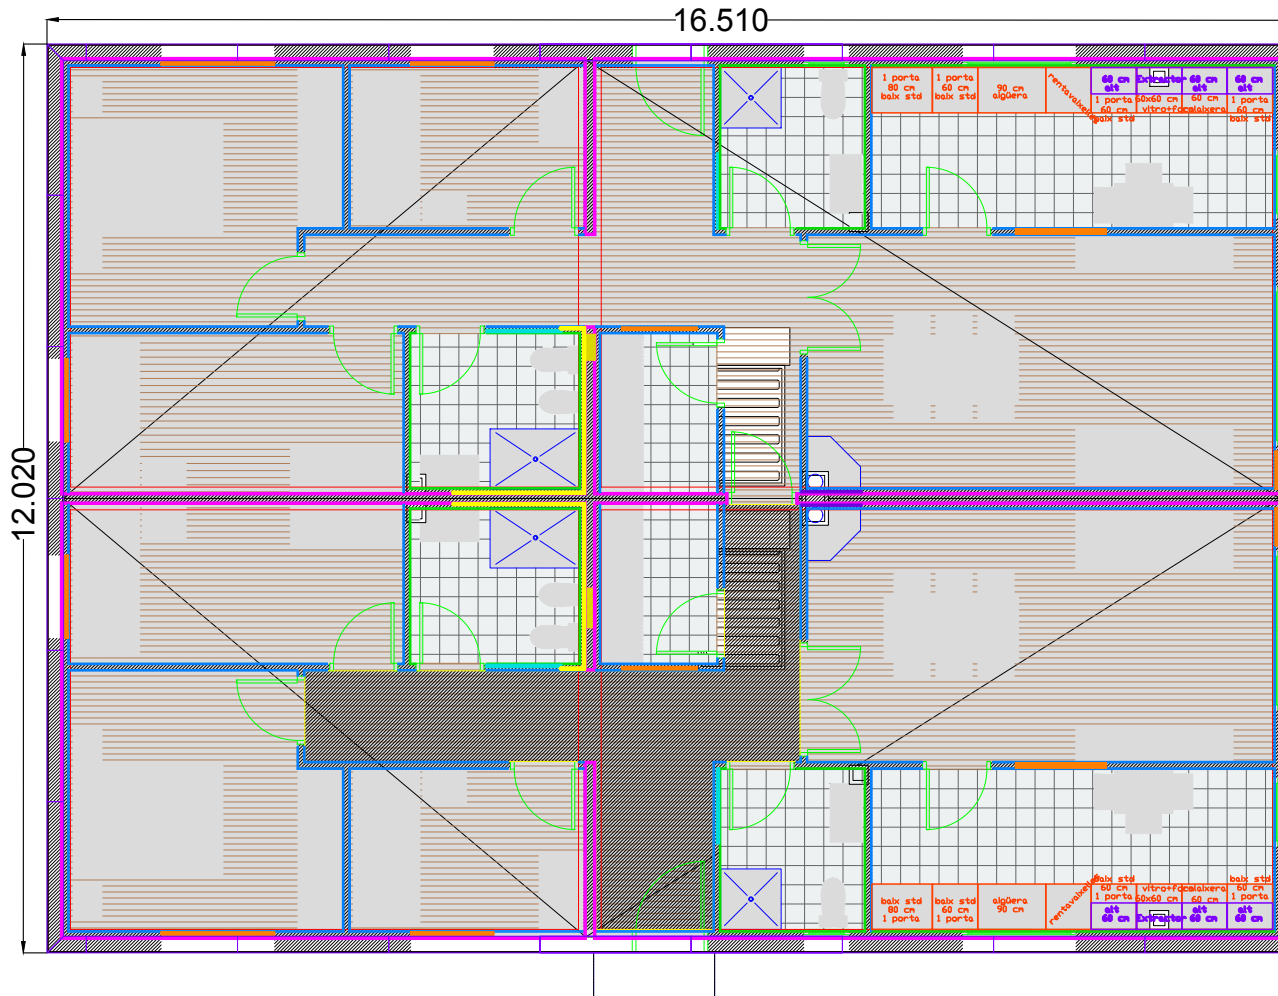 16.510
12.020
1 porta
80 cm
baix std
1 porta
60 cm
baix std
90 cm
aigüera
rentavaixelles
60 cm
alt
Extractor
60 cm
alt
60 cm
alt
1 porta
60 cm
baix std
60x60 cm
vitro+forn
60 cm
calaixera
1 porta
60 cm
baix std
baix std
80 cm
1 porta
baix std
60 cm
1 porta
aigüera
90 cm
rentavaixelles
baix std
60 cm
1 porta
vitro+forn
60x60 cm
calaixera
60 cm
baix std
60 cm
1 porta
alt
60 cm
Extractor
alt
60 cm
alt
60 cm